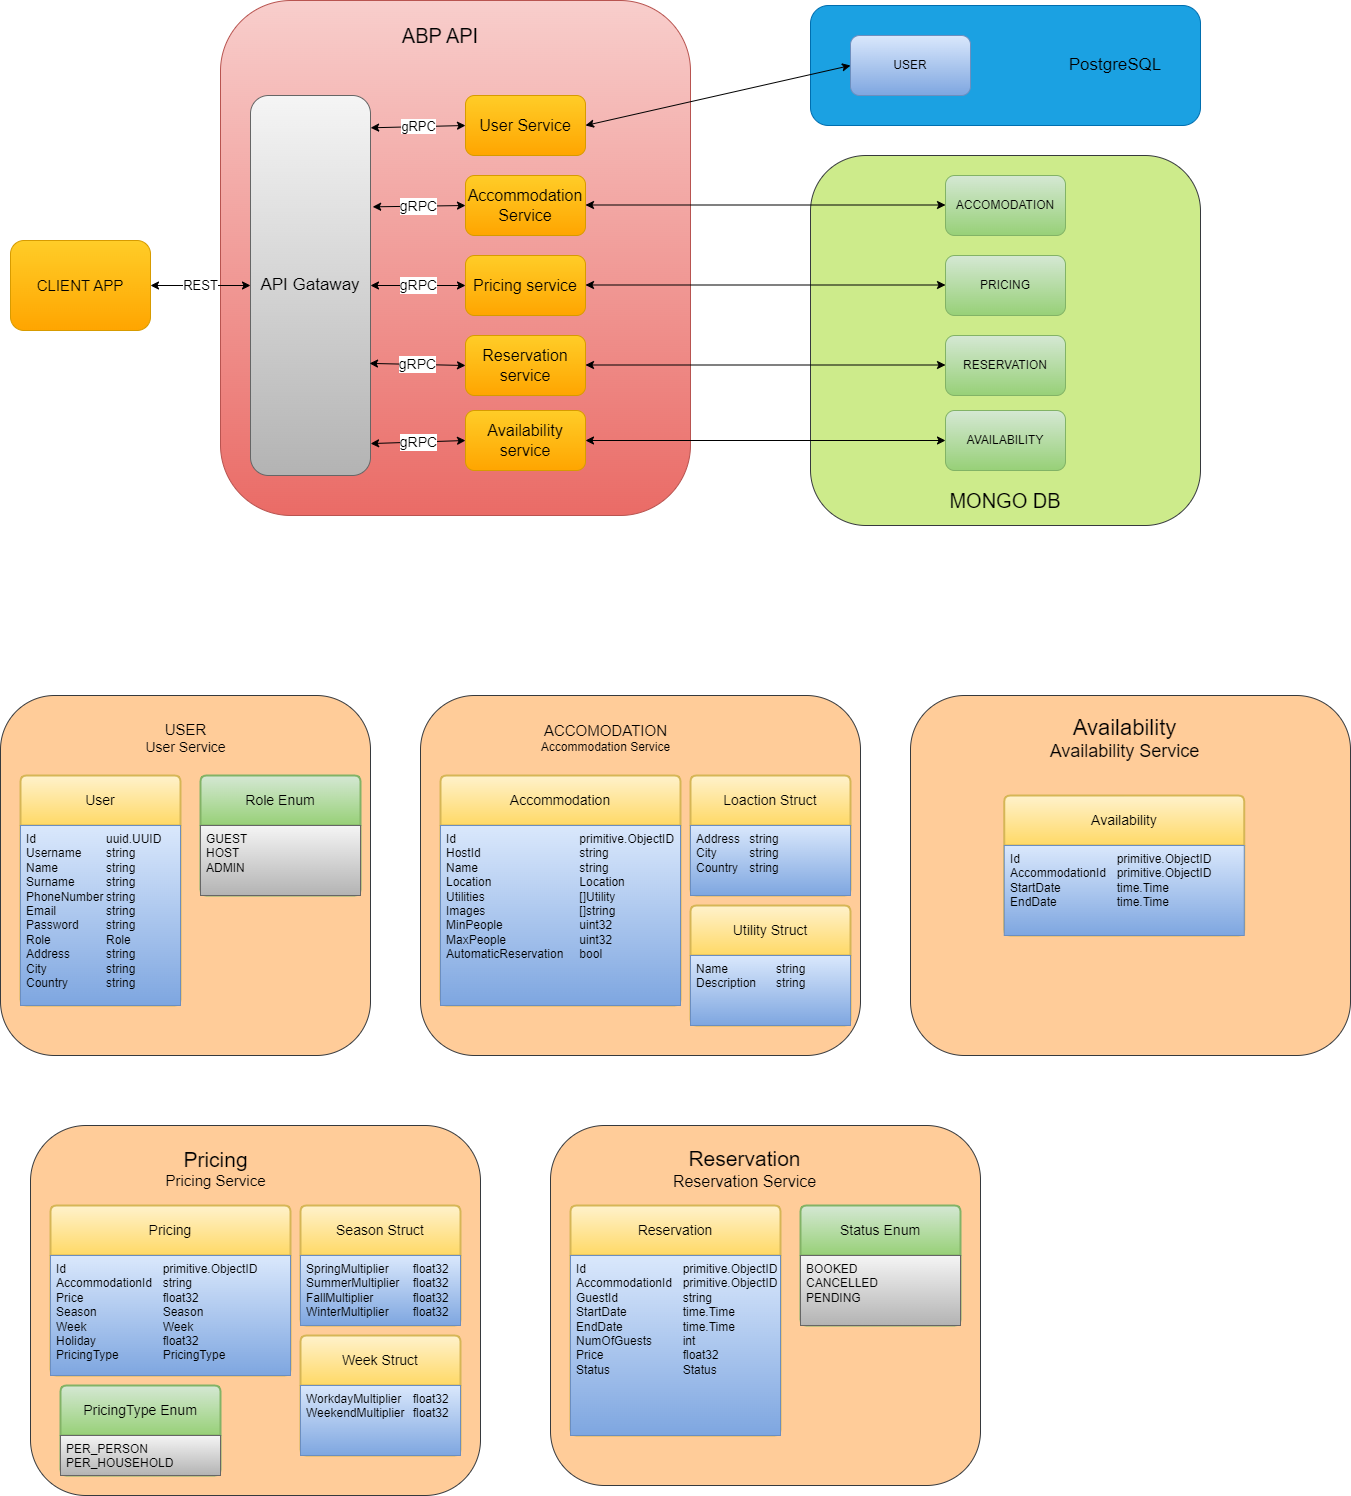 ABP API
PostgreSQL
USER
gRPC
User Service
gRPC
Accommodation
Service
ACCOMODATION
CLIENT APP
REST
API Gataway
gRPC
Pricing service
PRICING
gRPC
Reservation
service
RESERVATION
gRPC
Availability
service
AVAILABILITY
MONGO DB
USER
User Service
User
Id uuid.UUID
Username string
Name string
Surname string
PhoneNumber string
Email string
Password string
Role Role
Address string
City string
Country string
Role Enum
GUEST
HOST
ADMIN
ACCOMODATION
Accommodation Service
Accommodation
Id primitive.ObjectID
HostId string
Name string
Location Location
Utilities []Utility
Images []string
MinPeople uint32
MaxPeople uint32
AutomaticReservation bool
Loaction Struct
Address string
City string
Country string
Utility Struct
Name string
Description string
Availability
Availability Service
Availability
Id primitive.ObjectID
AccommodationId primitive.ObjectID
StartDate time.Time
EndDate time.Time
Pricing
Pricing Service
Pricing
Id primitive.ObjectID
AccommodationId string
Price float32
Season Season
Week Week
Holiday float32
PricingType PricingType
Season Struct
SpringMultiplier float32
SummerMultiplier float32
FallMultiplier float32
WinterMultiplier float32
Week Struct
WorkdayMultiplier float32
WeekendMultiplier float32
PricingType Enum
PER_PERSON
PER_HOUSEHOLD
Reservation
Reservation Service
Reservation
Id primitive.ObjectID
AccommodationId primitive.ObjectID
GuestId string
StartDate time.Time
EndDate time.Time
NumOfGuests int
Price float32
Status Status
Status Enum
BOOKED
CANCELLED
PENDING